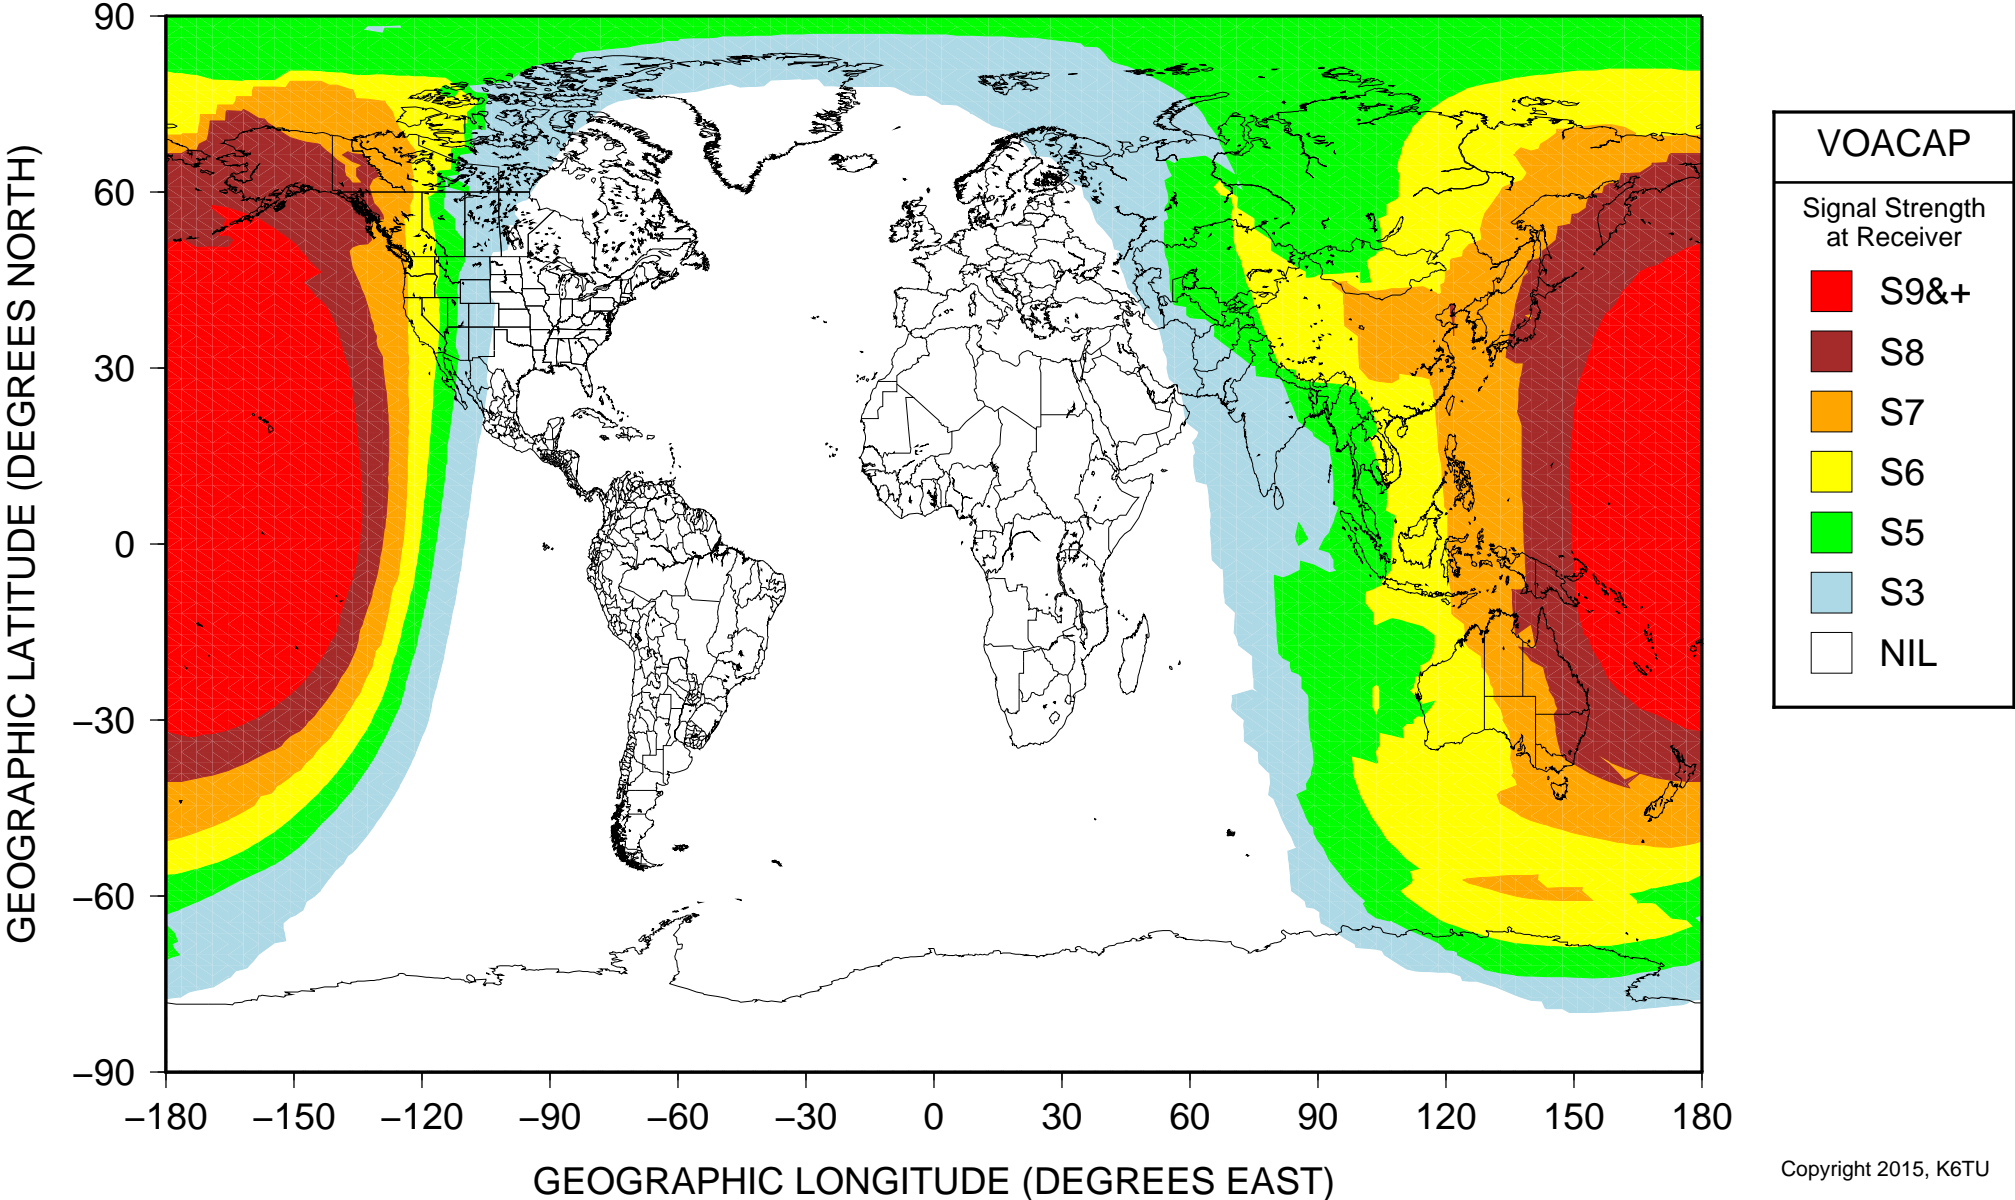 90
60
30
0
−30
−60
−90
GEOGRAPHIC LATITUDE (DEGREES NORTH)
−180 −150 −120 −90 −60 −30 0 30 60 90 120 150 180
GEOGRAPHIC LONGITUDE (DEGREES EAST)
VOACAP
Signal Strength
at Receiver
S9&+
S8
S7
S6
S5
S3
NIL
Copyright 2015, K6TU